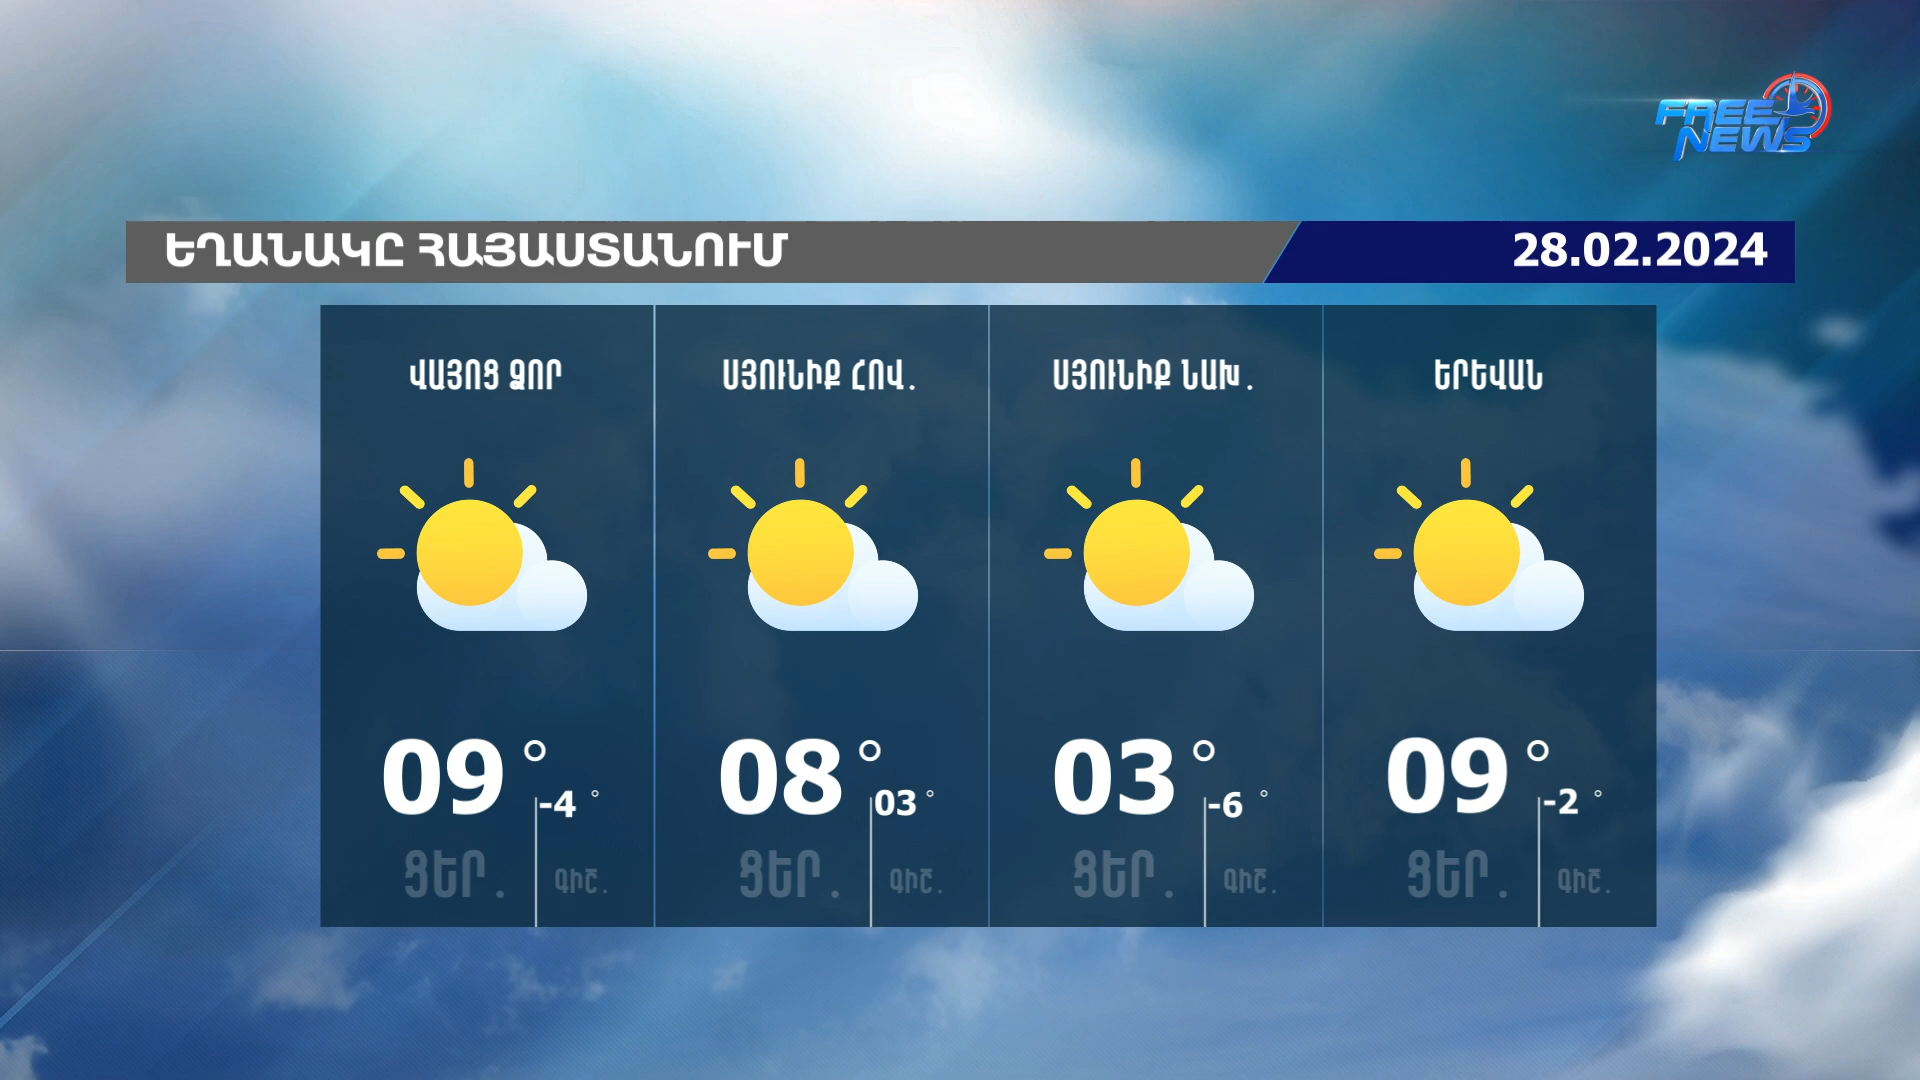 FREE
NEWS
ԵՂԱՆԱԿԸ ՀԱՅԱՍՏԱՆՈՒՄ
28.02.2024
ՎԱՅՈՑ ՁՈՐ
09°
-4°
ՑԵՐ.
ԳԻՇ.
ՍՅՈՒՆԻՔ ՀՈՎ.
08°
03°
ՑԵՐ.
ԳԻՇ.
ՍՅՈՒՆԻՔ ՆԱԽ.
03°
-6°
ՑԵՐ.
ԳԻՇ.
ԵՐԵՎԱՆ
09°
-2°
ՑԵՐ.
ԳԻՇ.